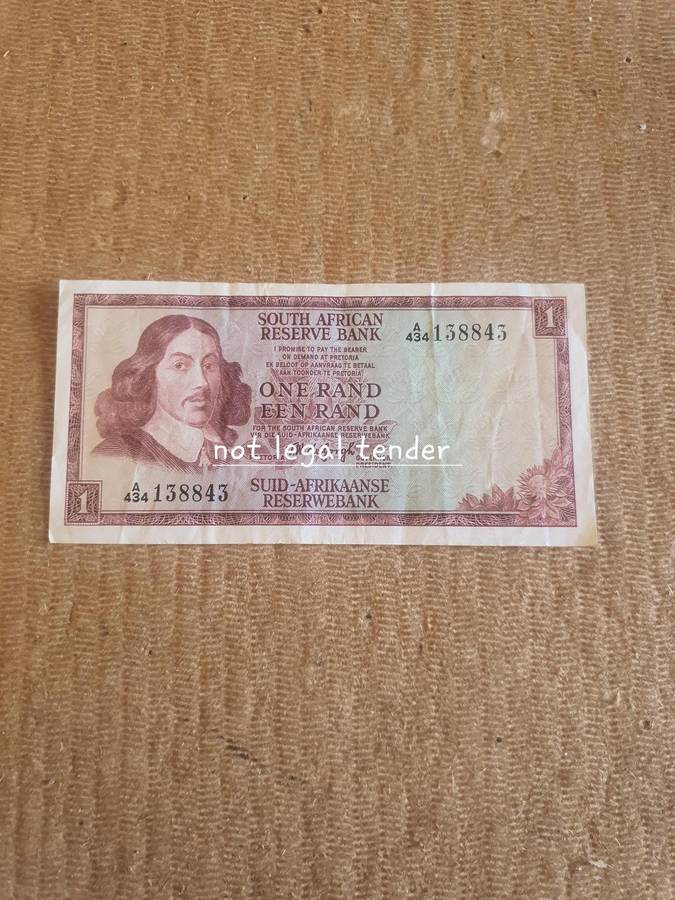 SOUTH AFRICAN
RESERVE BANK
A/434 138843
1
I PROMISE TO PAY THE BEARER
ON DEMAND AT PRETORIA
EK BELOOF OP AANVRAAG TE BETAAL
AAN TOONDER TE PRETORIA
ONE RAND
EEN RAND
FOR THE SOUTH AFRICAN RESERVE BANK
VIR DIE SUID-AFRIKAANSE RESERWEBANK
not legal tender
PRESIDENT
A/434 138843
1
SUID-AFRIKAANSE
RESERWEBANK